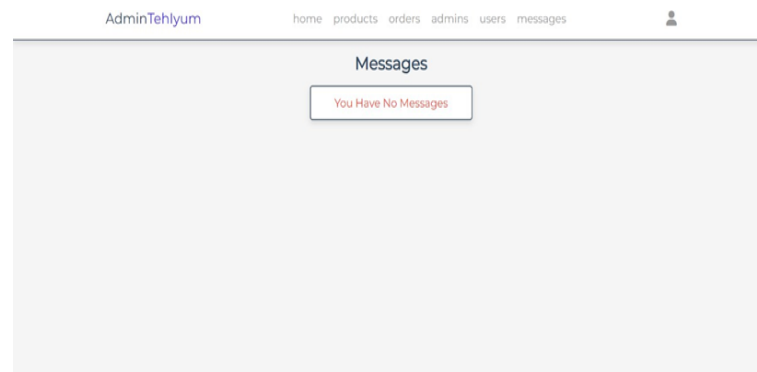 AdminTehlyum home products orders admins users messages
Messages
You Have No Messages